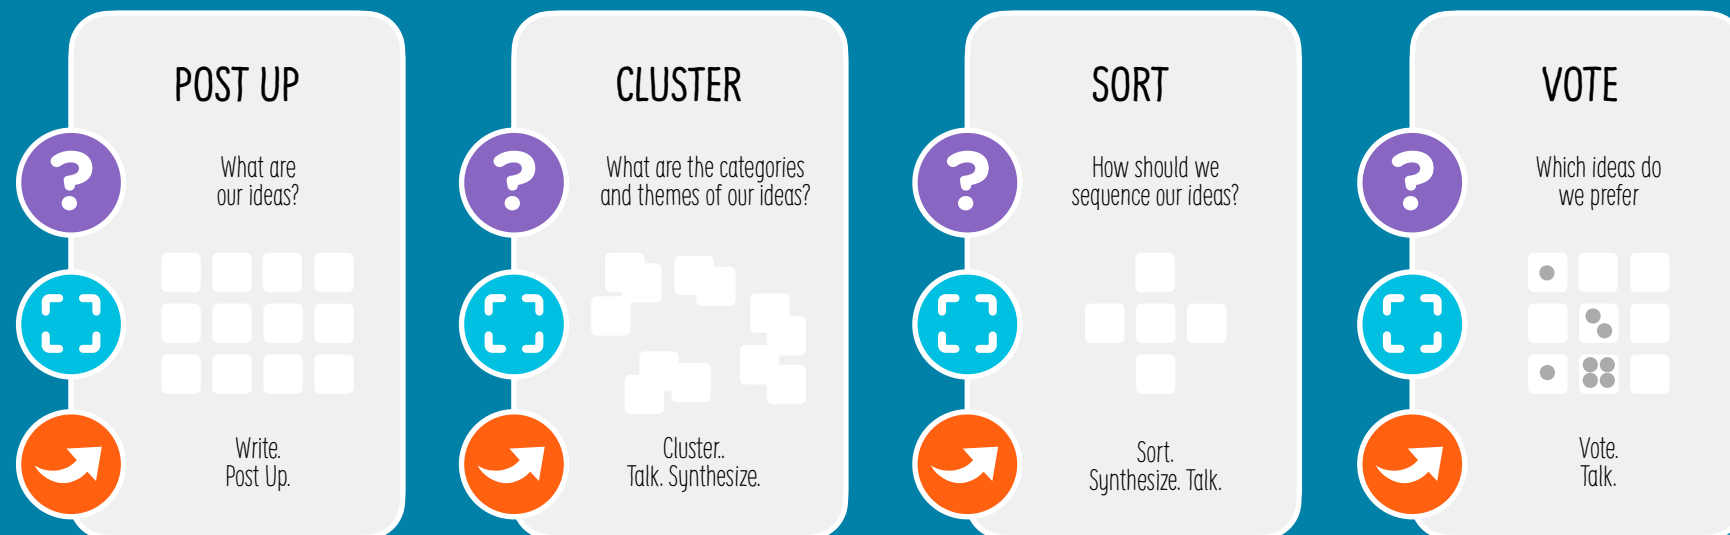 POST UP
What are
our ideas?
Write.
Post Up.
CLUSTER
What are the categories
and themes of our ideas?
Cluster..
Talk. Synthesize.
SORT
How should we
sequence our ideas?
Sort.
Synthesize. Talk.
VOTE
Which ideas do
we prefer
Vote.
Talk.